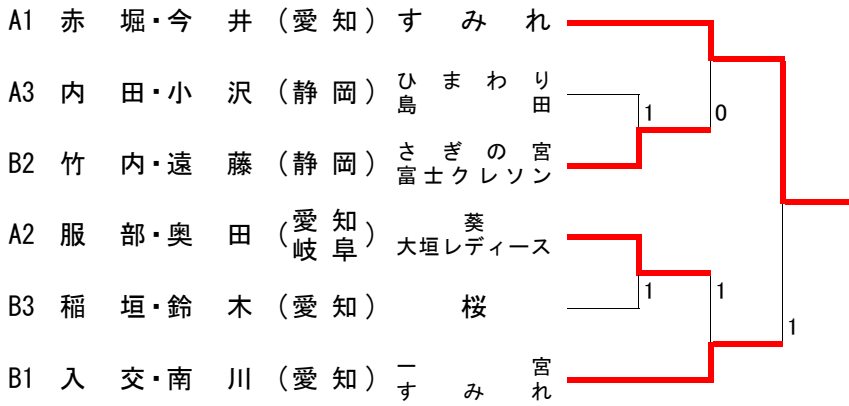 A1 赤堀・今井 (愛知) すみれ
A3 内田・小沢 (静岡) ひまわり
島田
1 0
B2 竹内・遠藤 (静岡) さぎの宮
富士クレソン
A2 服部・奥田 (愛知
岐阜) 葵
大垣レディース
1 1
B3 稲垣・鈴木 (愛知) 桜
1
B1 入交・南川 (愛知) 一宮
すみれ